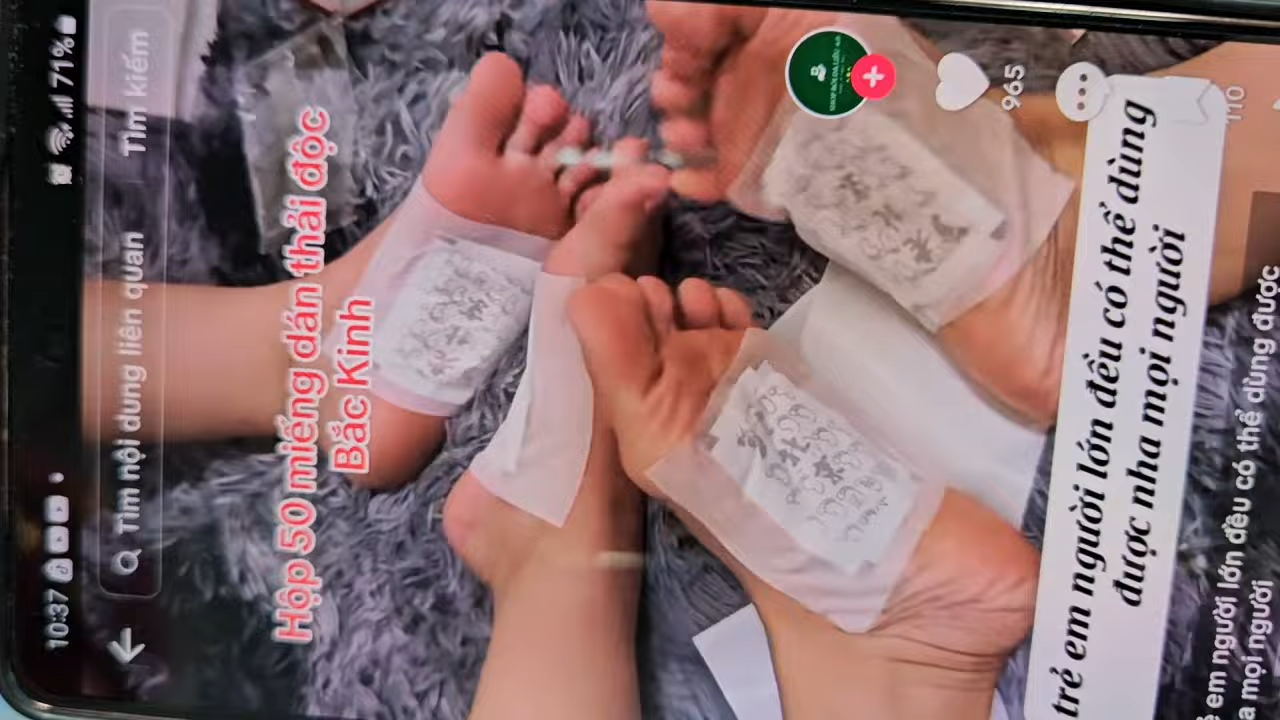 10:37
71%
Tìm nội dung liên quan
Tìm kiếm
Hộp 50 miếng dán thải độc
Bắc Kinh
965
110
trẻ em người lớn đều có thể dùng
được nha mọi người
em người lớn đều có thể dùng được
mọi người